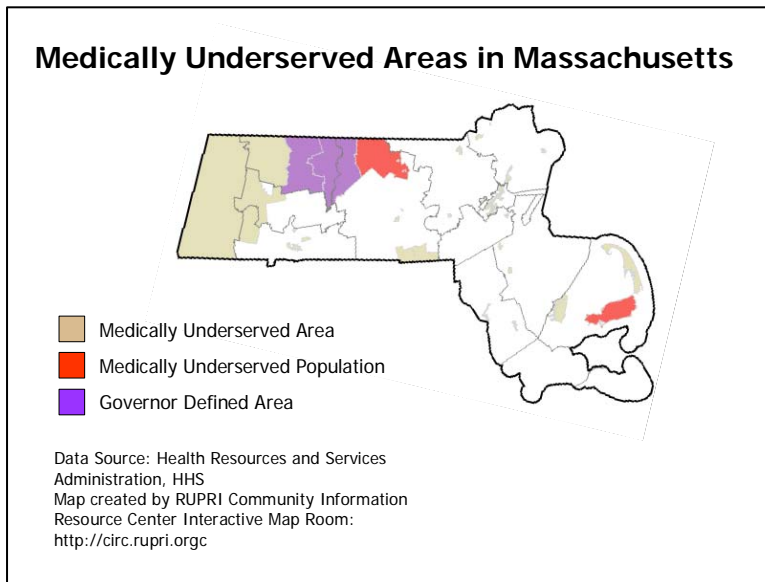 Medically Underserved Areas in Massachusetts
Medically Underserved Area
Medically Underserved Population
Governor Defined Area
Data Source: Health Resources and Services
Administration, HHS
Map created by RUPRI Community Information
Resource Center Interactive Map Room:
http://circ.rupri.orgc